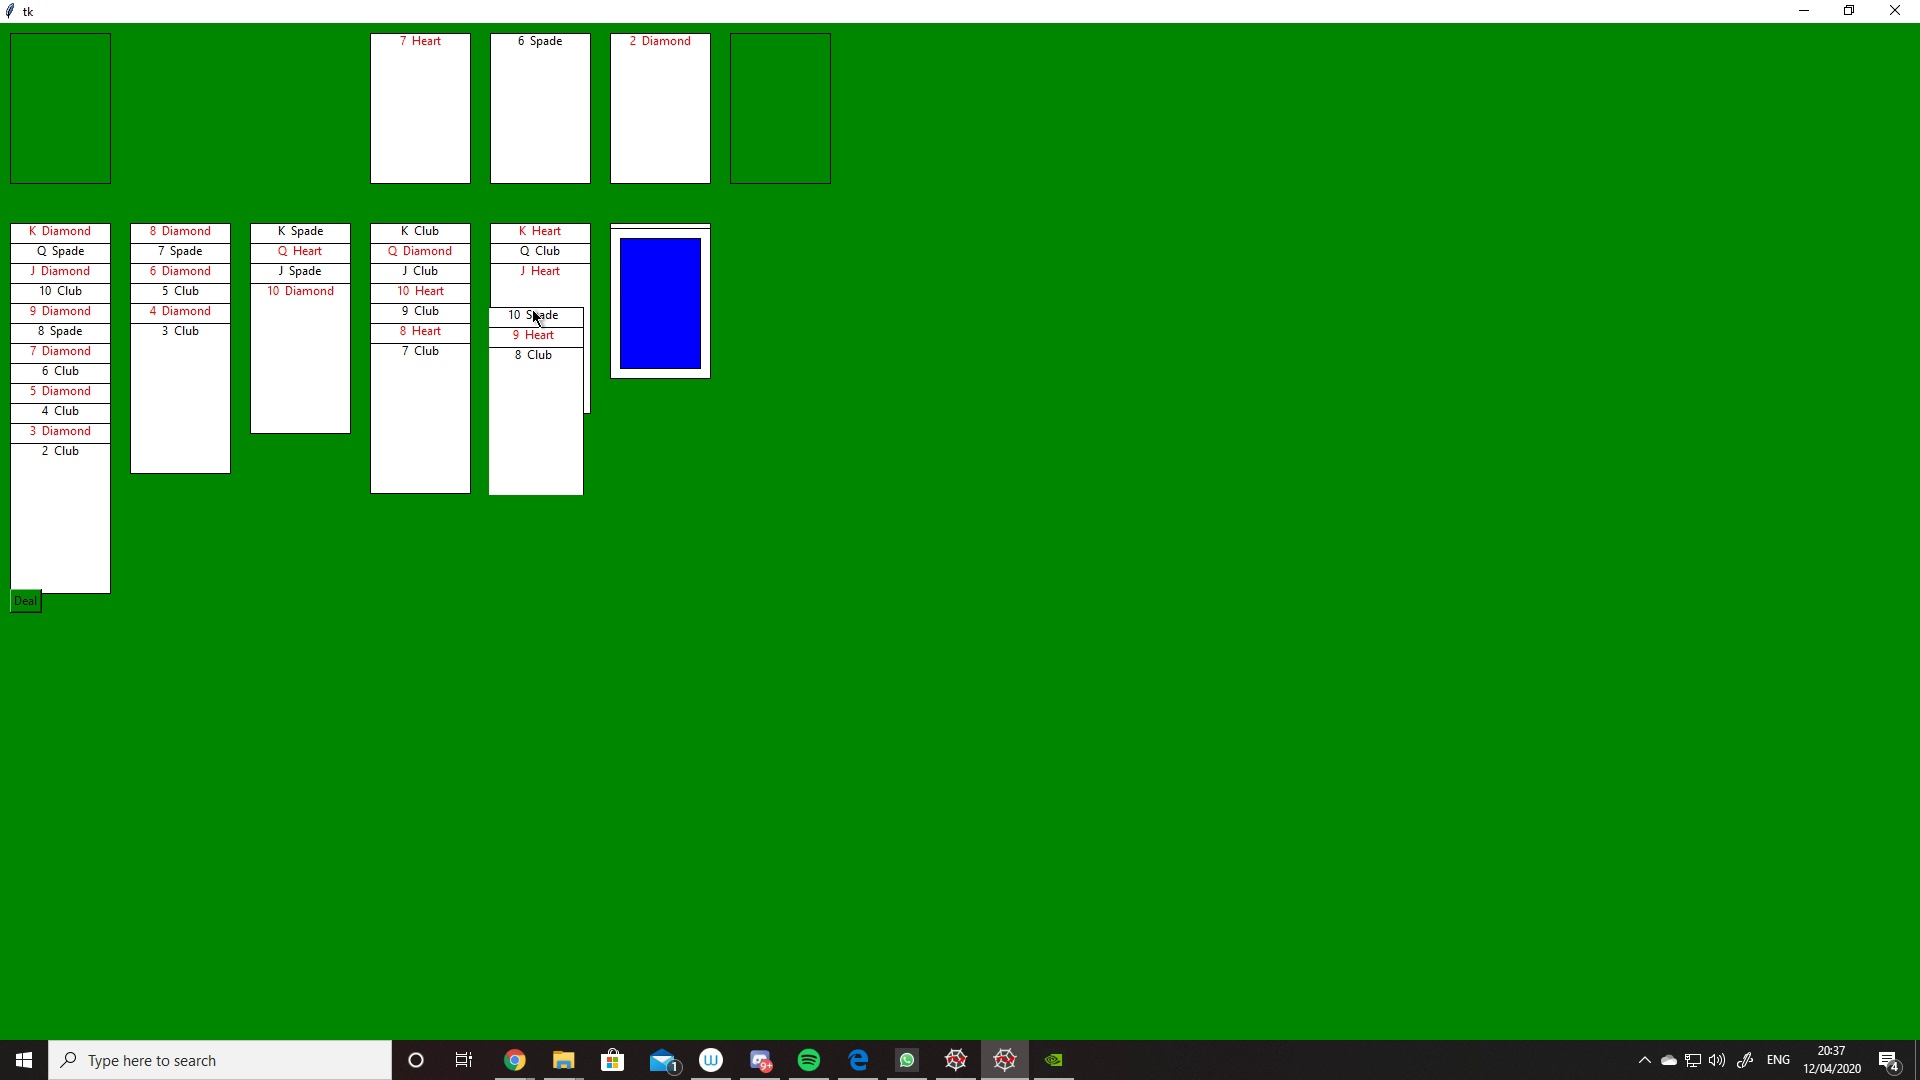 tk
7 Heart
6 Spade
2 Diamond
K Diamond
Q Spade
J Diamond
10 Club
9 Diamond
8 Spade
7 Diamond
6 Club
5 Diamond
4 Club
3 Diamond
2 Club
8 Diamond
7 Spade
6 Diamond
5 Club
4 Diamond
3 Club
K Spade
Q Heart
J Spade
10 Diamond
K Club
Q Diamond
J Club
10 Heart
9 Club
8 Heart
7 Club
K Heart
Q Club
J Heart
10 Spade
9 Heart
8 Club
Deal
Type here to search
1
9+
ENG
20:37
12/04/2020
4